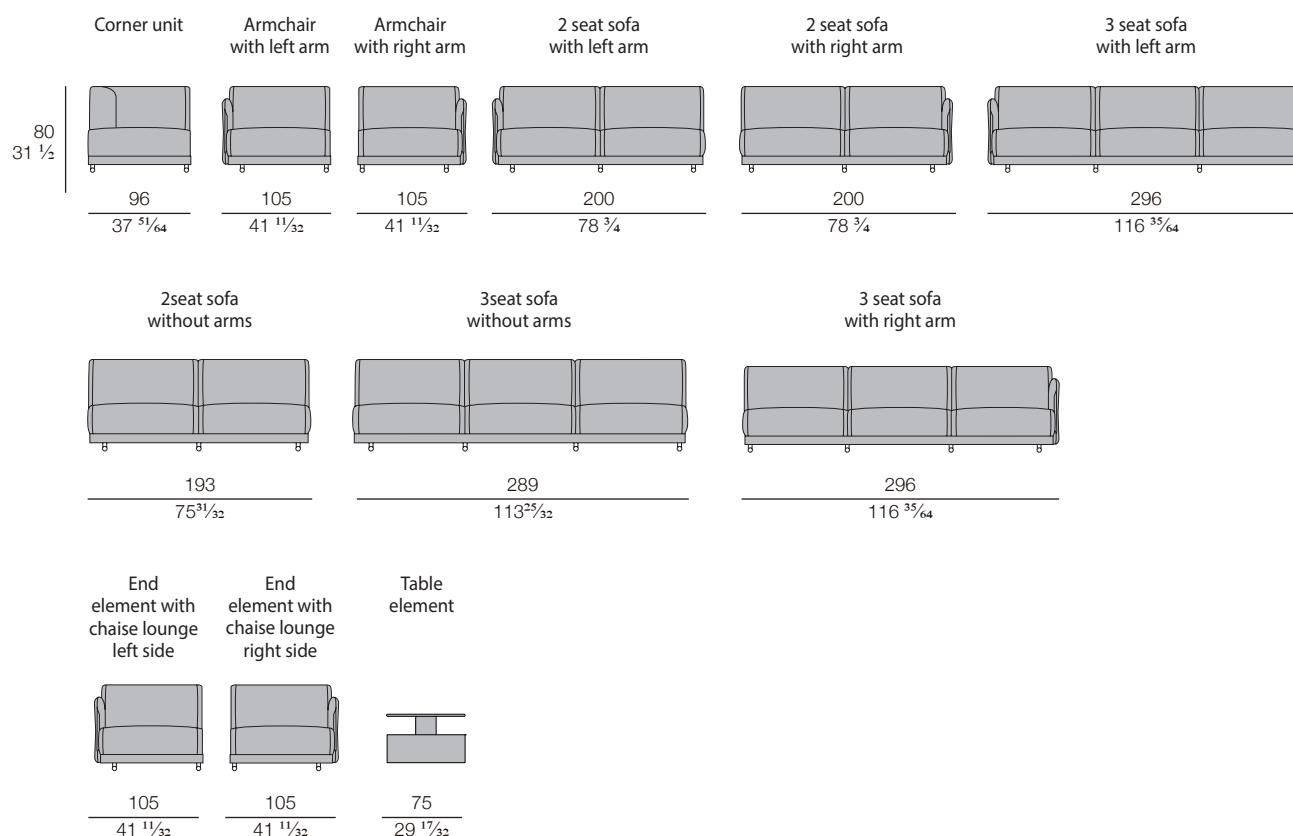 Corner unit
Armchair
with left arm
Armchair
with right arm
2 seat sofa
with left arm
2 seat sofa
with right arm
3 seat sofa
with left arm
80
31 ½
96
37 ⁵¹⁄₆₄
105
41 ¹¹⁄₃₂
105
41 ¹¹⁄₃₂
200
78 ¾
200
78 ¾
296
116 ³⁵⁄₆₄
2seat sofa
without arms
3seat sofa
without arms
3 seat sofa
with right arm
193
75³¹⁄₃₂
289
113²⁵⁄₃₂
296
116 ³⁵⁄₆₄
End
element with
chaise lounge
left side
End
element with
chaise lounge
right side
Table
element
105
41 ¹¹⁄₃₂
105
41 ¹¹⁄₃₂
75
29 ¹⁷⁄₃₂